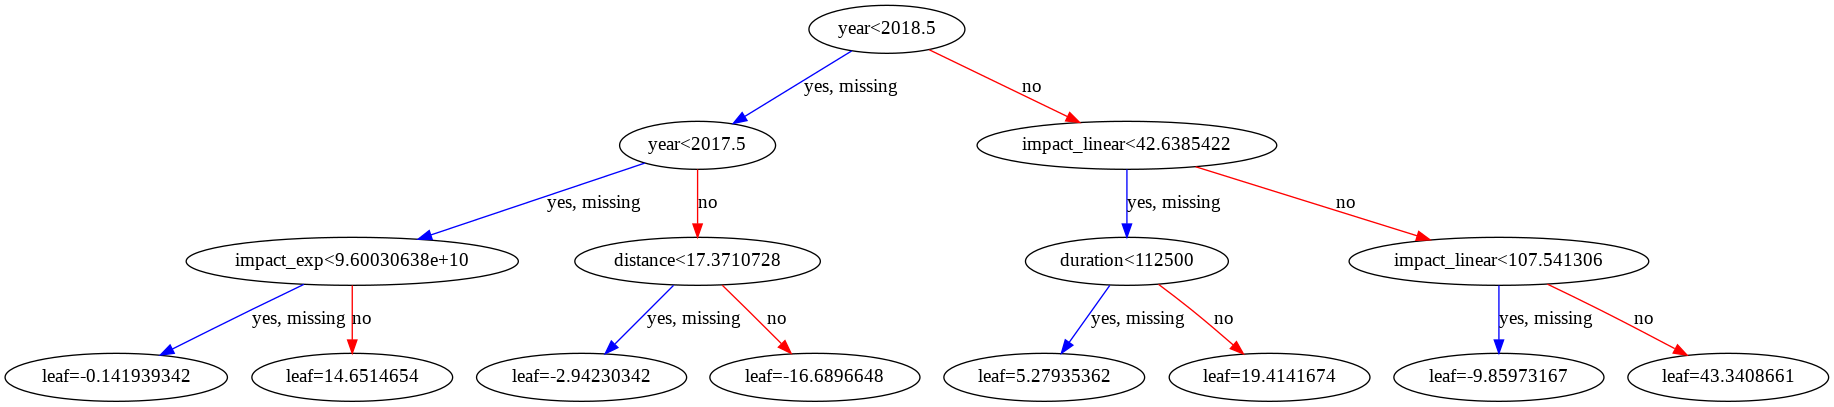 year<2018.5
yes, missing
no
year<2017.5
impact_linear<42.6385422
yes, missing
no
yes, missing
no
impact_exp<9.60030638e+10
distance<17.3710728
duration<112500
impact_linear<107.541306
yes, missing
no
yes, missing
no
yes, missing
no
yes, missing
no
leaf=-0.141939342
leaf=14.6514654
leaf=-2.94230342
leaf=-16.6896648
leaf=5.27935362
leaf=19.4141674
leaf=-9.85973167
leaf=43.3408661